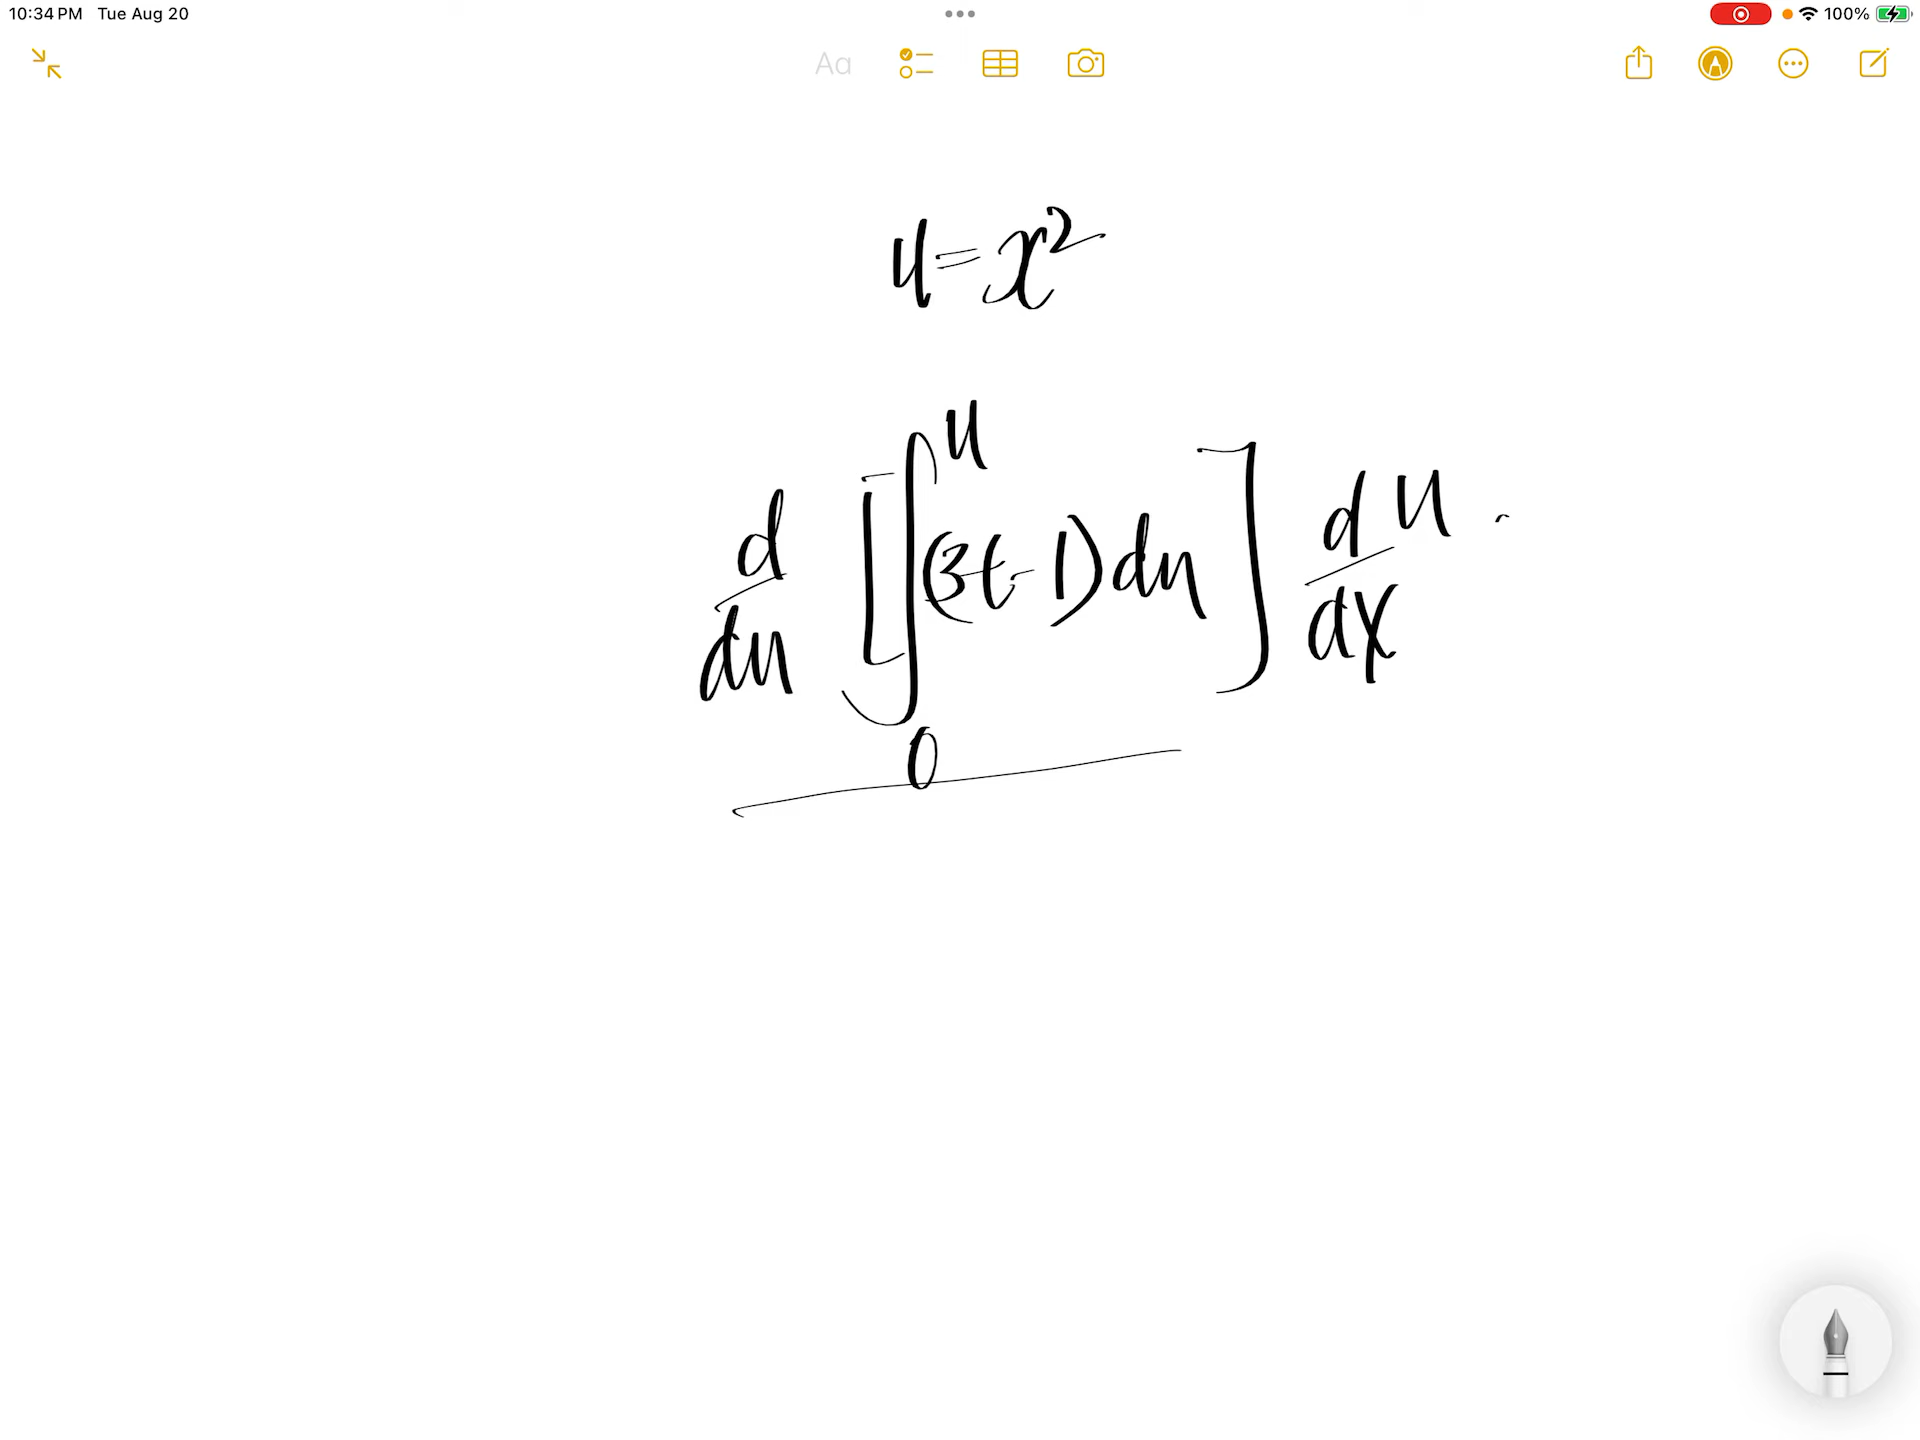 10:34 PM Tue Aug 20
100%
Aa
u=x²
d/du [∫₀ᵘ (3t-1)du] du/dx .